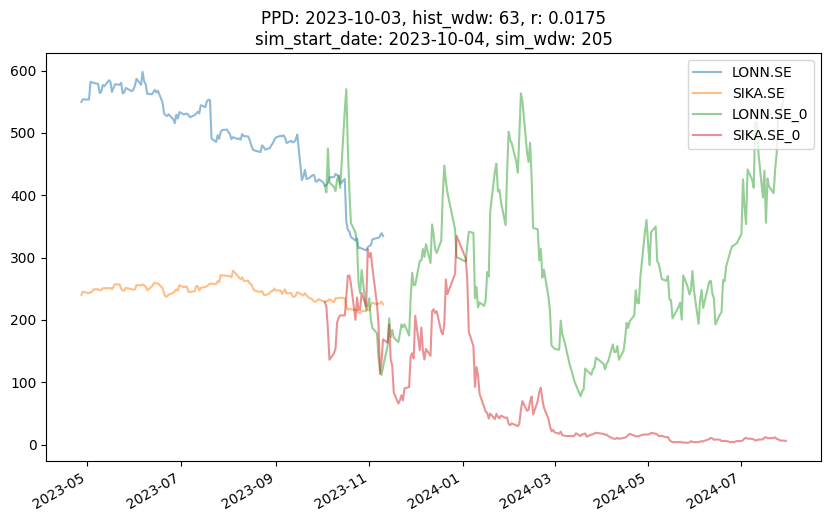 PPD: 2023-10-03, hist_wdw: 63, r: 0.0175
sim_start_date: 2023-10-04, sim_wdw: 205
LONN.SE
SIKA.SE
LONN.SE_0
SIKA.SE_0
600
500
400
300
200
100
0
2023-05
2023-07
2023-09
2023-11
2024-01
2024-03
2024-05
2024-07